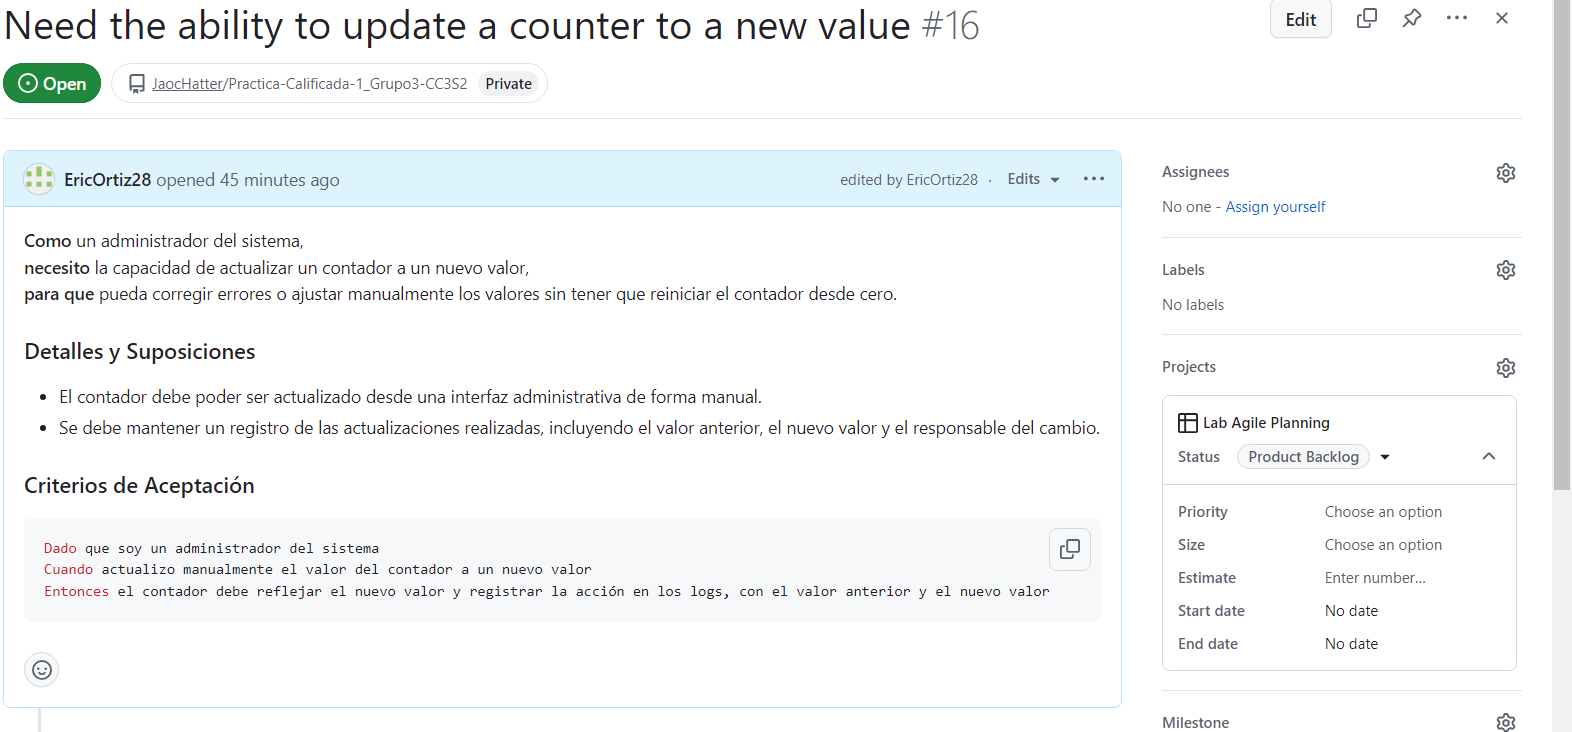 Need the ability to update a counter to a new value #16
Edit
Open
JaocHatter/Practica-Calificada-1_Grupo3-CC3S2
Private
EricOrtiz28 opened 45 minutes ago
edited by EricOrtiz28 · Edits
Como un administrador del sistema,
necesito la capacidad de actualizar un contador a un nuevo valor,
para que pueda corregir errores o ajustar manualmente los valores sin tener que reiniciar el contador desde cero.
Detalles y Suposiciones
• El contador debe poder ser actualizado desde una interfaz administrativa de forma manual.
• Se debe mantener un registro de las actualizaciones realizadas, incluyendo el valor anterior, el nuevo valor y el responsable del cambio.
Criterios de Aceptación
Dado que soy un administrador del sistema
Cuando actualizo manualmente el valor del contador a un nuevo valor
Entonces el contador debe reflejar el nuevo valor y registrar la acción en los logs, con el valor anterior y el nuevo valor
Assignees
No one - Assign yourself
Labels
No labels
Projects
Lab Agile Planning
Status Product Backlog
Priority Choose an option
Size Choose an option
Estimate Enter number...
Start date No date
End date No date
Milestone